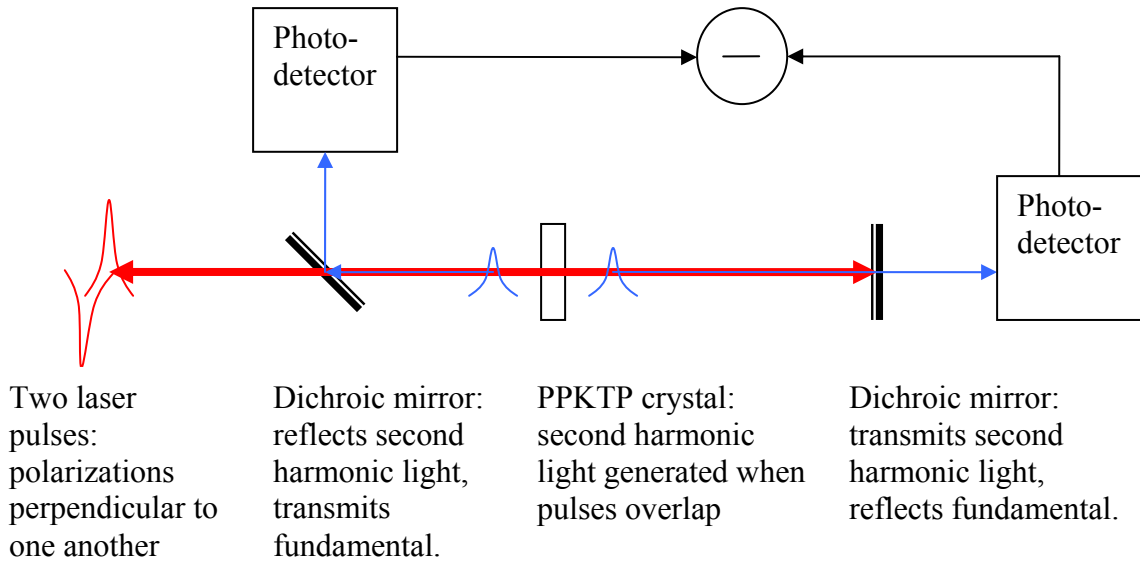 Photo-
detector
—
Photo-
detector
Two laser
pulses:
polarizations
perpendicular to
one another
Dichroic mirror:
reflects second
harmonic light,
transmits
fundamental.
PPKTP crystal:
second harmonic
light generated when
pulses overlap
Dichroic mirror:
transmits second
harmonic light,
reflects fundamental.